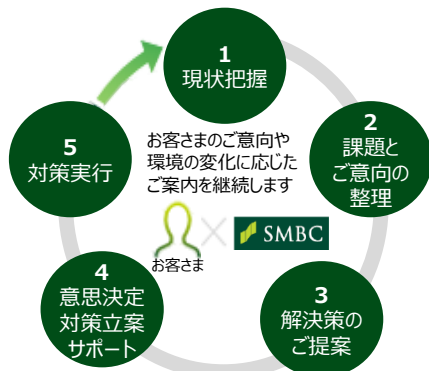 1
現状把握
2
課題と
ご意向の
整理
3
解決策の
ご提案
4
意思決定
対策立案
サポート
5
対策実行
お客さまのご意向や
環境の変化に応じた
ご案内を継続します
SMBC
お客さま